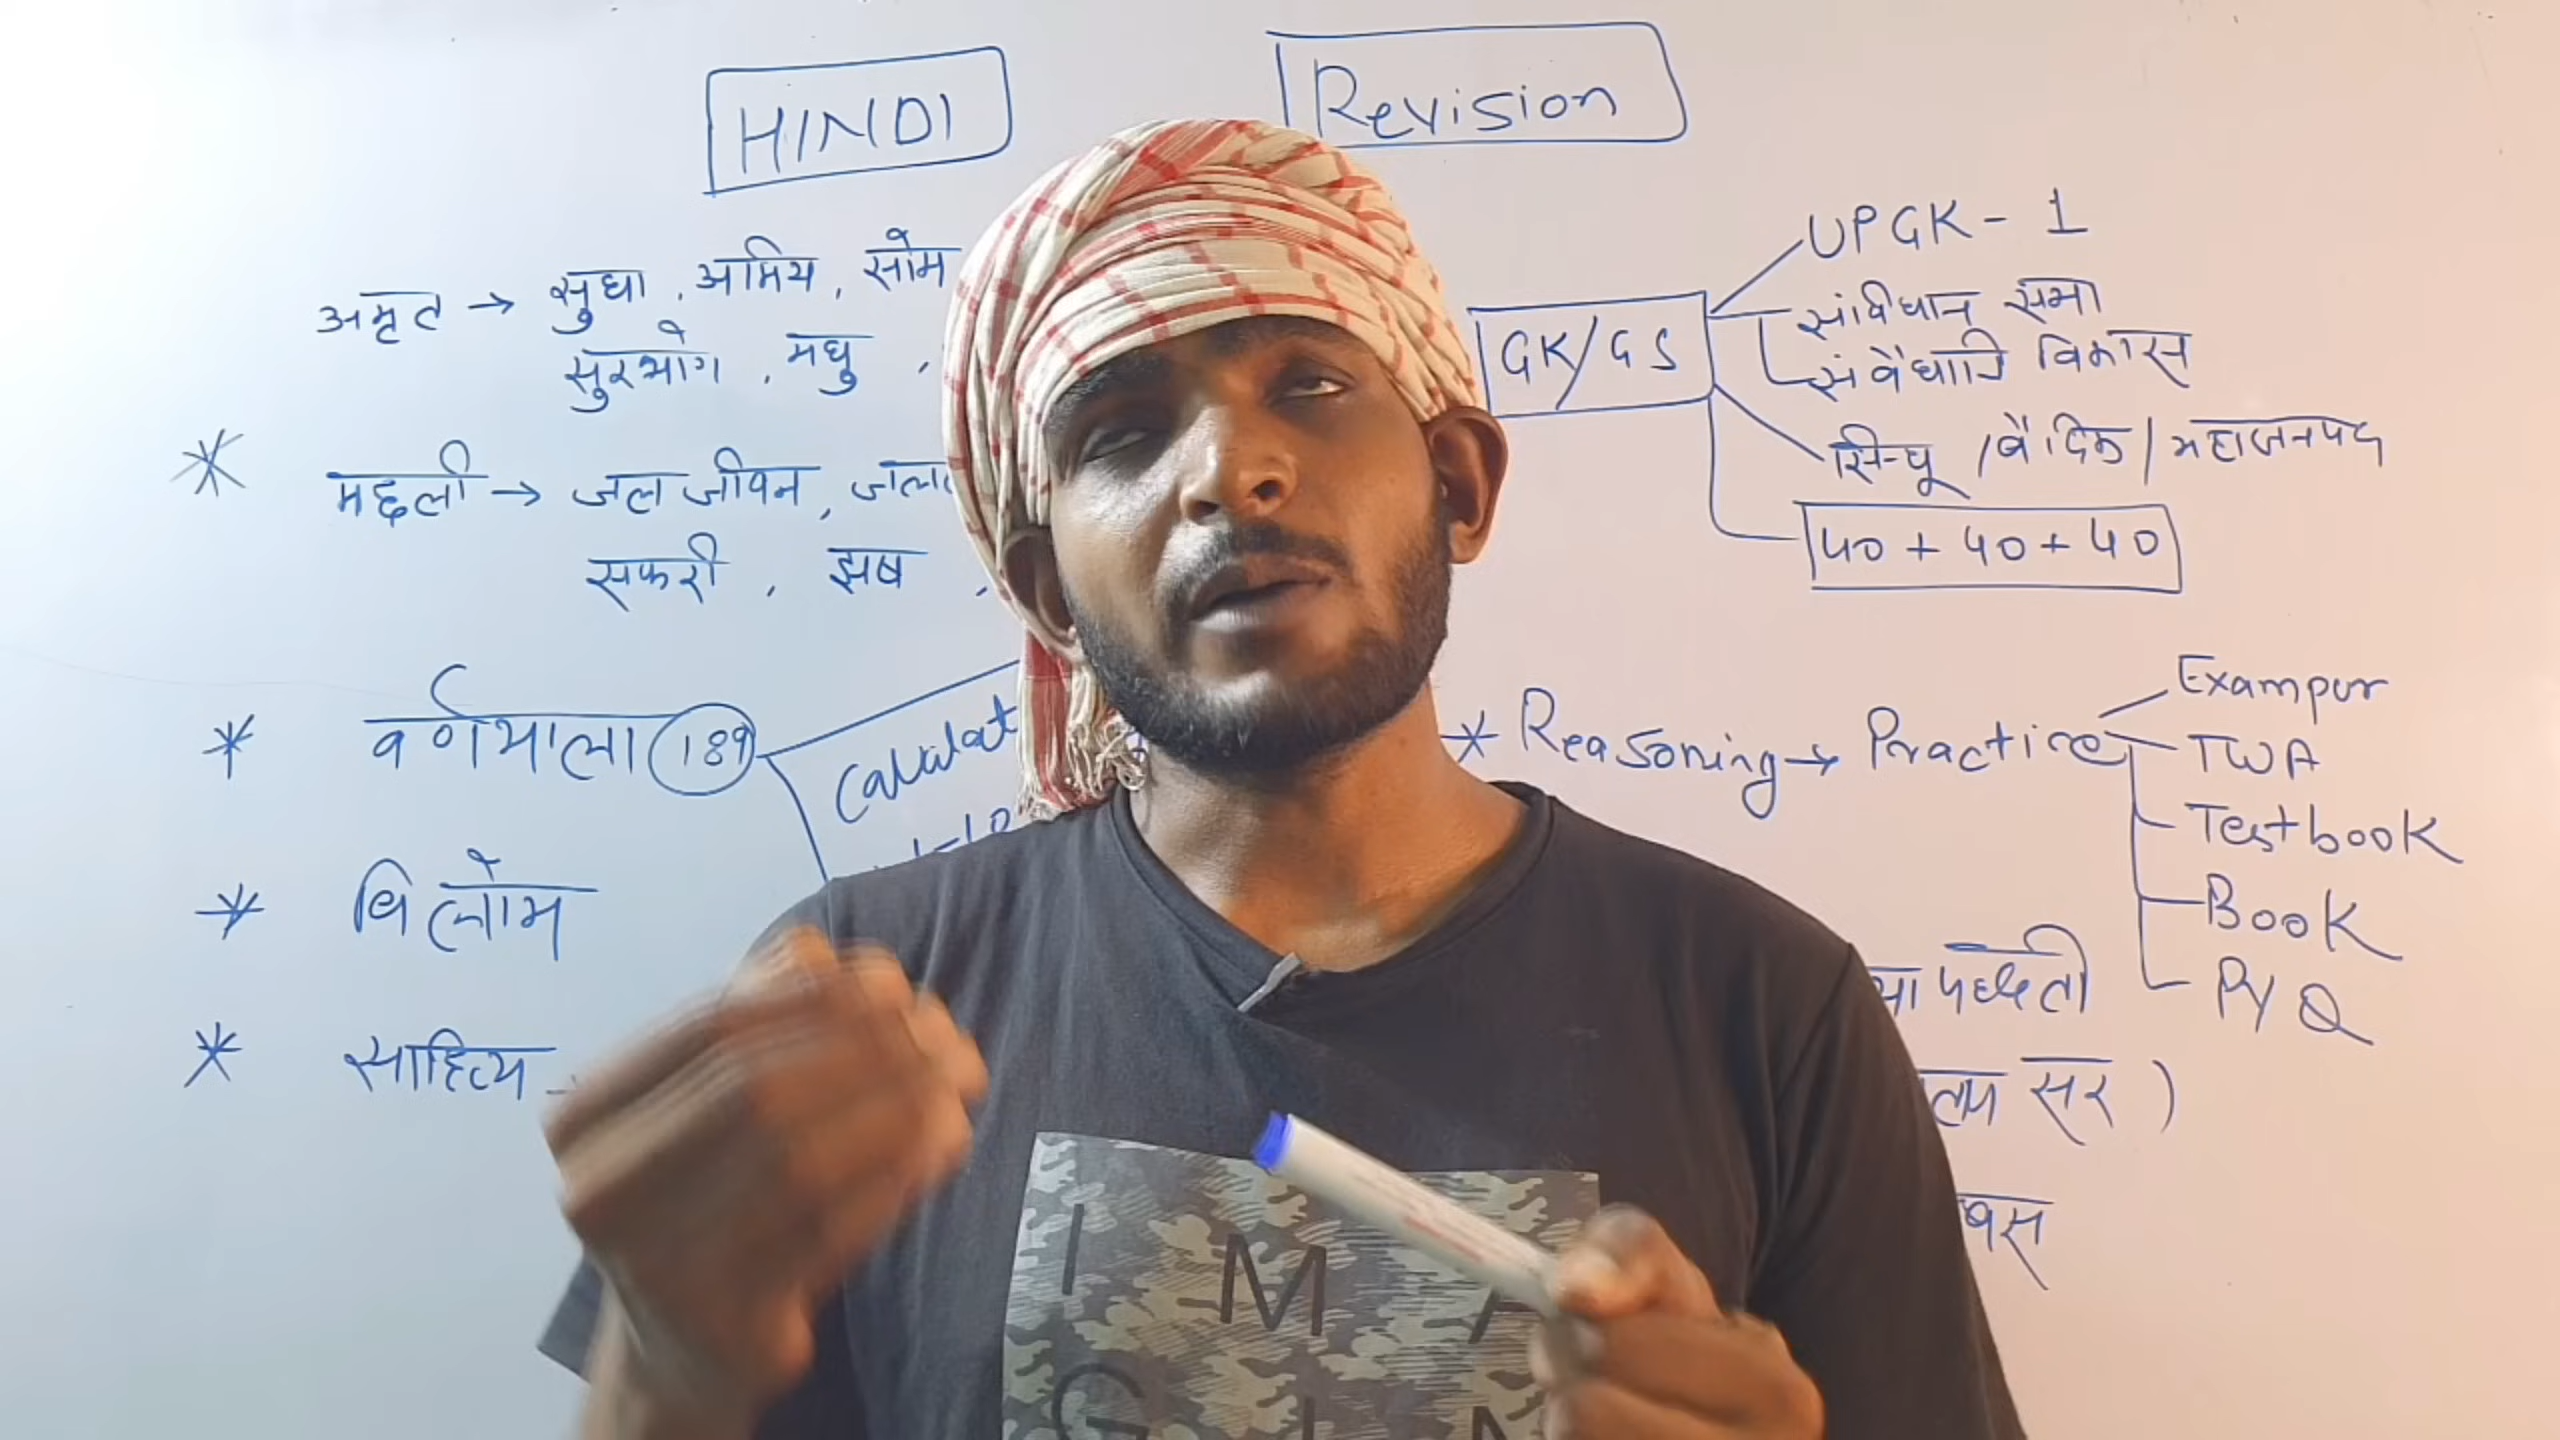 HINDI
Revision
अमृत → सुधा, अमिय, सोम
सुरभोग, मधु,
* मछली → जल जीवन,
सफरी, झष,
* वर्णमाला 189
* विलोम
* साहित्य
GK/GS
UPGK - 1
संविधान सभा
संवैधानि विकास
सिन्धू / वैदिक / महाजनपद
40 + 40 + 40
* Reasoning → Practice
Exampur
TWA
Testbook
Book
PYQ
सर )
I M A
G I N